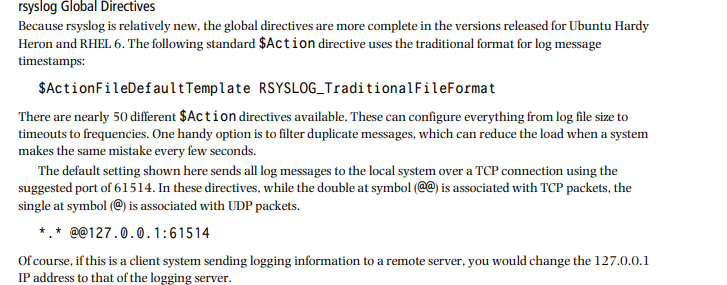 rsyslog Global Directives
Because rsyslog is relatively new, the global directives are more complete in the versions released for Ubuntu Hardy
Heron and RHEL 6. The following standard $Action directive uses the traditional format for log message
timestamps:
$ActionFileDefaultTemplate RSYSLOG_TraditionalFileFormat
There are nearly 50 different $Action directives available. These can configure everything from log file size to
timeouts to frequencies. One handy option is to filter duplicate messages, which can reduce the load when a system
makes the same mistake every few seconds.
The default setting shown here sends all log messages to the local system over a TCP connection using the
suggested port of 61514. In these directives, while the double at symbol (@@) is associated with TCP packets, the
single at symbol (@) is associated with UDP packets.
*.* @@127.0.0.1:61514
Of course, if this is a client system sending logging information to a remote server, you would change the 127.0.0.1
IP address to that of the logging server.